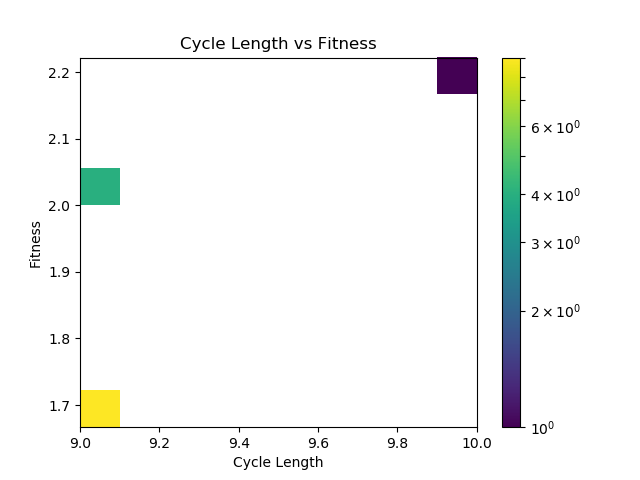 Cycle Length vs Fitness
Fitness
2.2
2.1
2.0
1.9
1.8
1.7
9.0 9.2 9.4 9.6 9.8 10.0
Cycle Length
6 × 10⁰
4 × 10⁰
3 × 10⁰
2 × 10⁰
10⁰